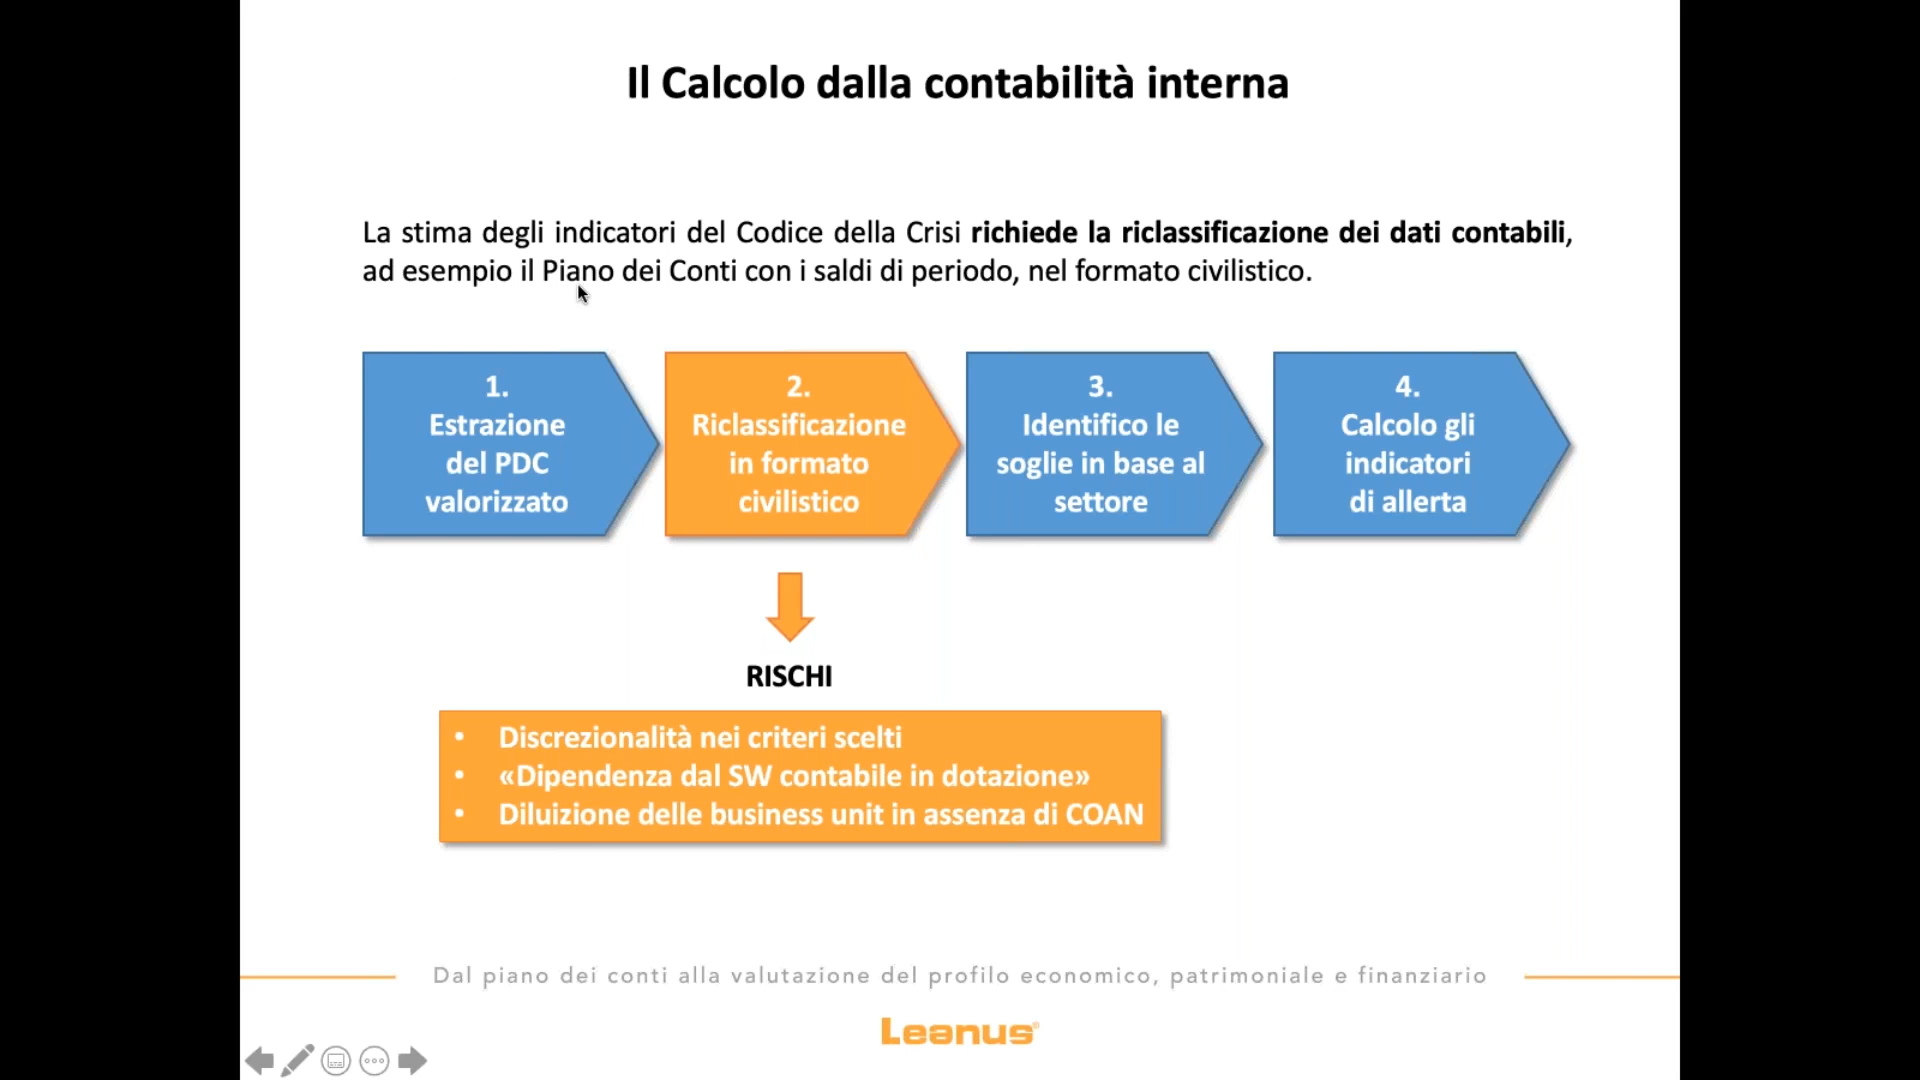 Il Calcolo dalla contabilità interna
La stima degli indicatori del Codice della Crisi richiede la riclassificazione dei dati contabili,
ad esempio il Piano dei Conti con i saldi di periodo, nel formato civilistico.
1.
Estrazione
del PDC
valorizzato
2.
Riclassificazione
in formato
civilistico
3.
Identifico le
soglie in base al
settore
4.
Calcolo gli
indicatori
di allerta
RISCHI
• Discrezionalità nei criteri scelti
• «Dipendenza dal SW contabile in dotazione»
• Diluizione delle business unit in assenza di COAN
Dal piano dei conti alla valutazione del profilo economico, patrimoniale e finanziario
Leanus®